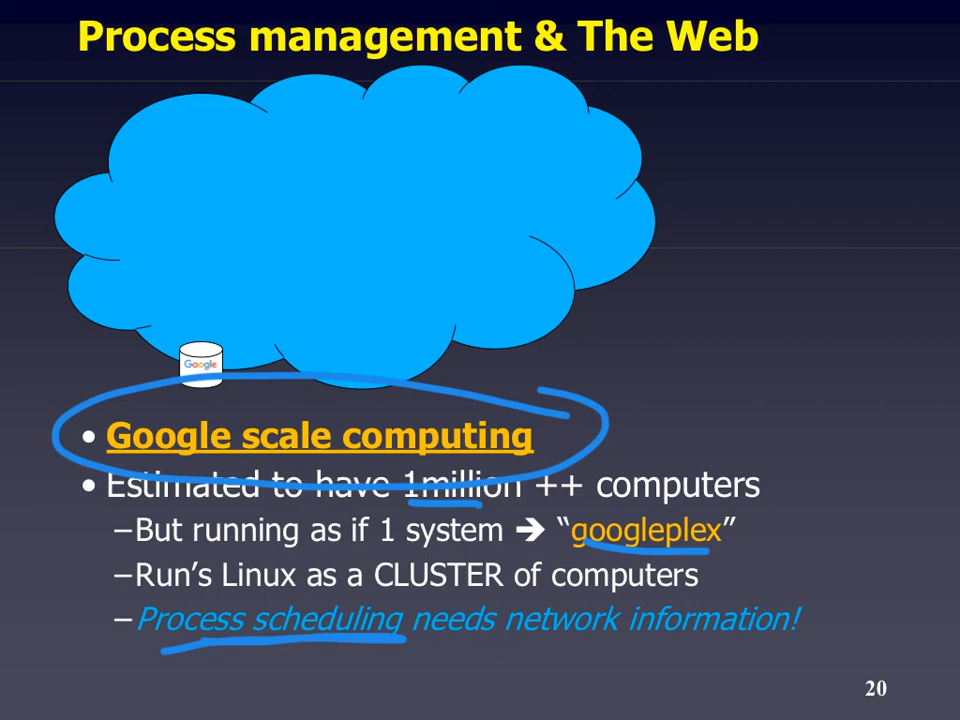 Process management & The Web
Google
• Google scale computing
• Estimated to have 1million ++ computers
–But running as if 1 system ➔ “googleplex”
–Run’s Linux as a CLUSTER of computers
–Process scheduling needs network information!
20